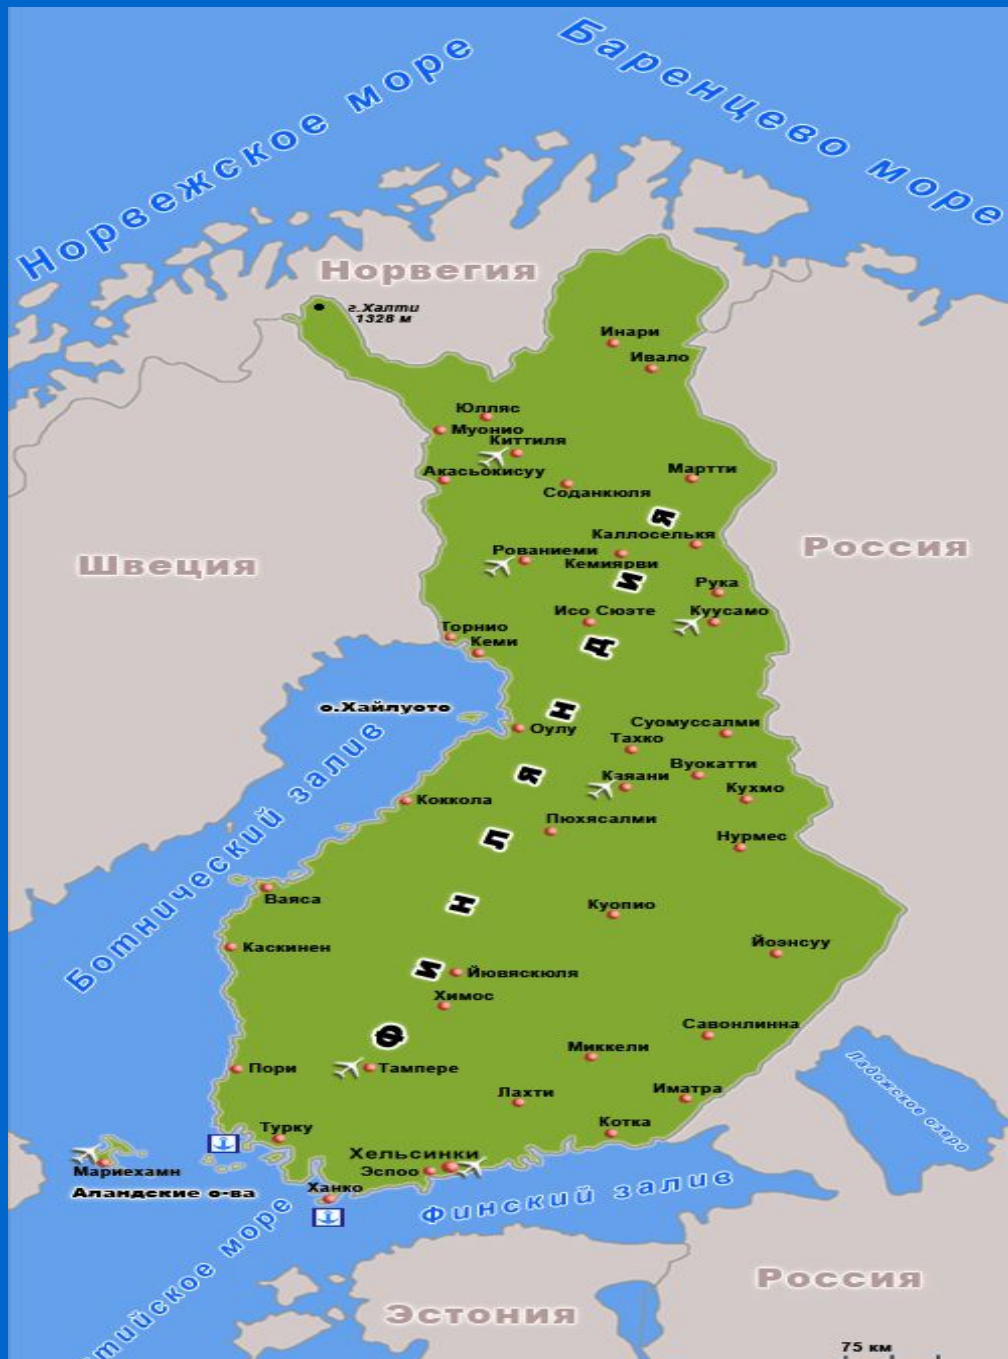 Баренцево море
Норвежское море
Норвегия
г.Халти
1328 м
Инари
Ивало
Юлляс
Муонио
Киттиля
Акасьокисуу
Мартти
Соданкюля
Каллоселькя
Рованиеми
Кемиярви
Россия
Швеция
Рука
Исо Сюэте
Куусамо
Торнио
Кеми
о.Хайлуото
Оулу
Суомуссалми
Тахко
Вуокатти
Каяани
Кухмо
Коккола
Пюхясалми
Нурмес
Ботнический залив
Финляндия
Вааса
Куопио
Каскинен
Йоэнсуу
Йювяскюля
Химос
Савонлинна
Миккели
Ладожское озеро
Пори
Тампере
Лахти
Иматра
Турку
Котка
Хельсинки
Эспоо
Мариехамн
Аландские о-ва
Ханко
Финский залив
тийское море
Россия
Эстония
75 км